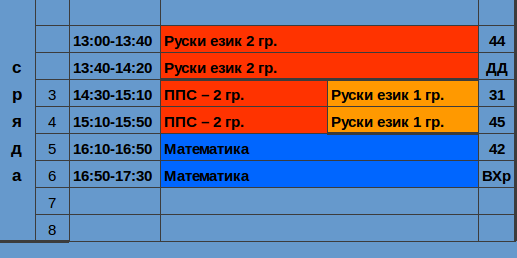 13:00-13:40 Руски език 2 гр. 44
13:40-14:20 Руски език 2 гр. ДД
3 14:30-15:10 ППС – 2 гр. Руски език 1 гр. 31
4 15:10-15:50 ППС – 2 гр. Руски език 1 гр. 45
5 16:10-16:50 Математика 42
6 16:50-17:30 Математика ВХр
7
8
с
р
я
д
а